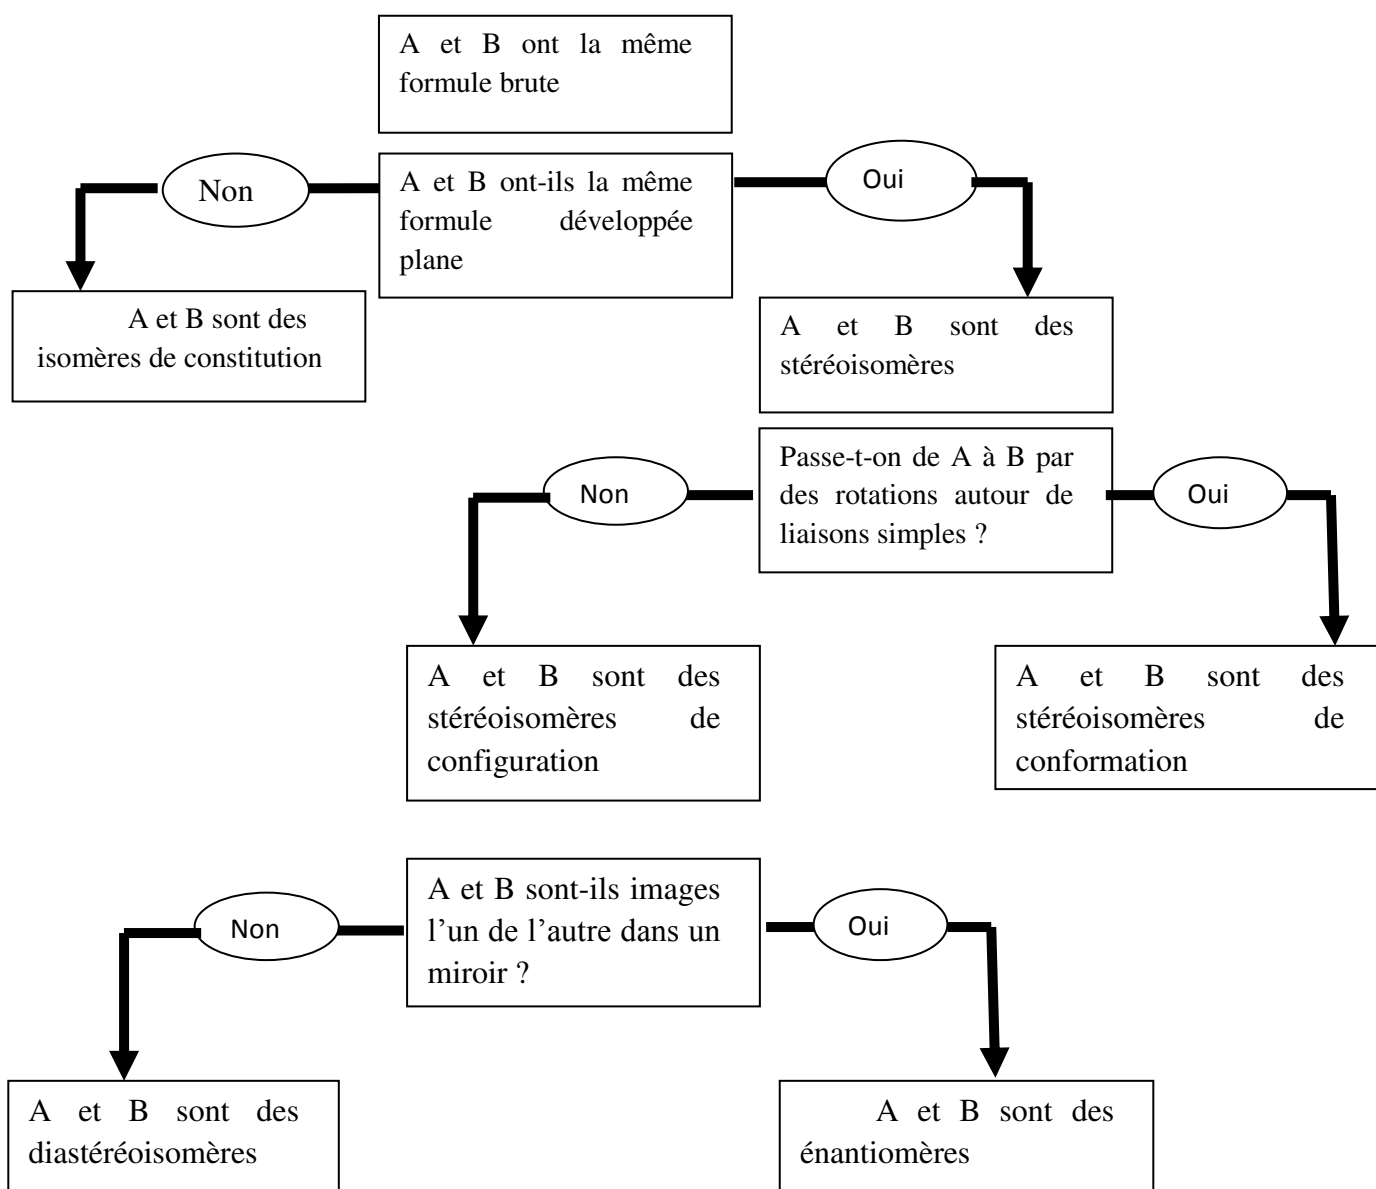 A et B ont la même
formule brute
Non
A et B ont-ils la même
formule développée
plane
Oui
A et B sont des
isomères de constitution
A et B sont des
stéréoisomères
Non
Passe-t-on de A à B par
des rotations autour de
liaisons simples ?
Oui
A et B sont des
stéréoisomères de
configuration
A et B sont des
stéréoisomères de
conformation
Non
A et B sont-ils images
l’un de l’autre dans un
miroir ?
Oui
A et B sont des
diastéréoisomères
A et B sont des
énantiomères